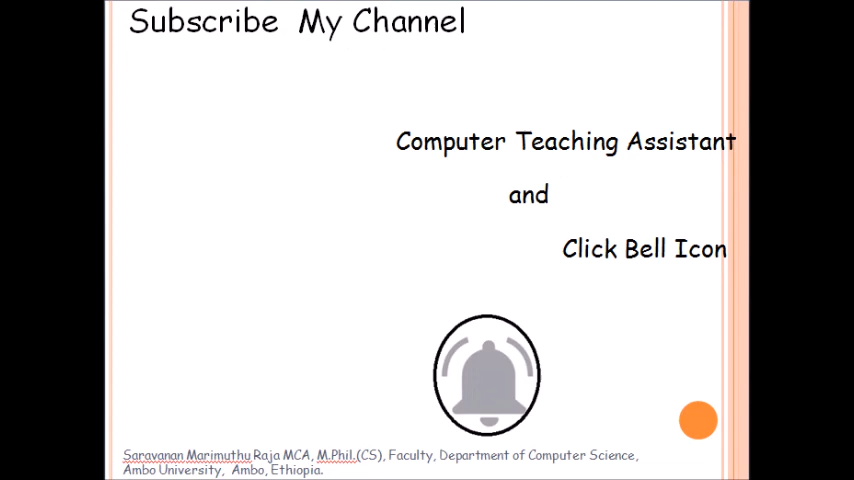 Subscribe My Channel
Computer Teaching Assistant
and
Click Bell Icon
Saravanan Marimuthu Raja MCA, M.Phil.(CS), Faculty, Department of Computer Science,
Ambo University, Ambo, Ethiopia.